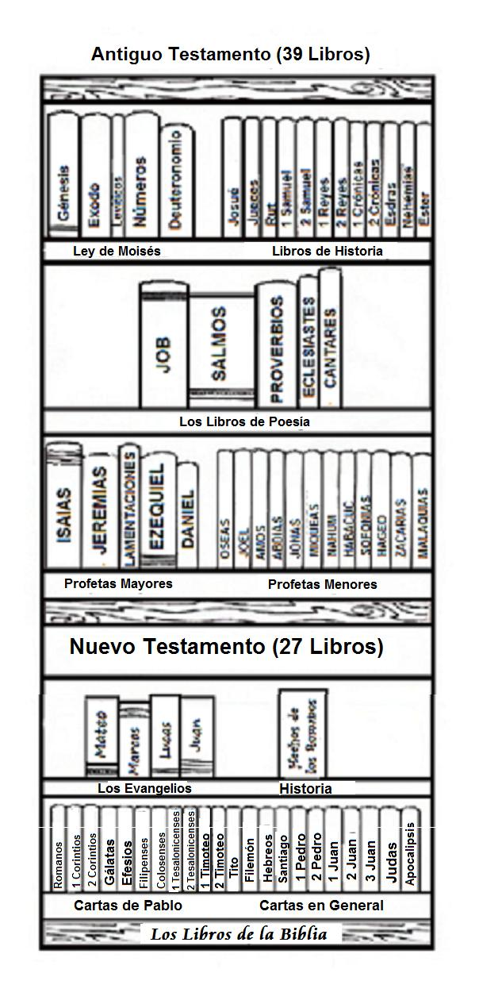 Antiguo Testamento (39 Libros)
Génesis
Exodo
Leviticos
Números
Deuteronomio
Josué
Jueces
Rut
1 Samuel
2 Samuel
1 Reyes
2 Reyes
1 Crónicas
2 Crónicas
Esdras
Nehemías
Ester
Ley de Moisés
Libros de Historia
JOB
SALMOS
PROVERBIOS
ECLESIASTES
CANTARES
Los Libros de Poesía
ISAIAS
JEREMIAS
LAMENTACIONES
EZEQUIEL
DANIEL
OSEAS
JOEL
AMOS
ABDIAS
JONAS
MIQUEAS
NAHUM
HABACUC
SOFONIAS
HAGEO
ZACARIAS
MALAQUIAS
Profetas Mayores
Profetas Menores
Nuevo Testamento (27 Libros)
Mateo
Marcos
Lucas
Juan
Hechos de
los
Los Evangelios
Historia
Romanos
1 Corintios
2 Corintios
Gálatas
Efesios
Filipenses
Colosenses
1 Tesalonicenses
2 Tesalonicenses
1 Timoteo
2 Timoteo
Tito
Filemón
Hebreos
Santiago
1 Pedro
2 Pedro
1 Juan
2 Juan
3 Juan
Judas
Apocalipsis
Cartas de Pablo
Cartas en General
Los Libros de la Biblia